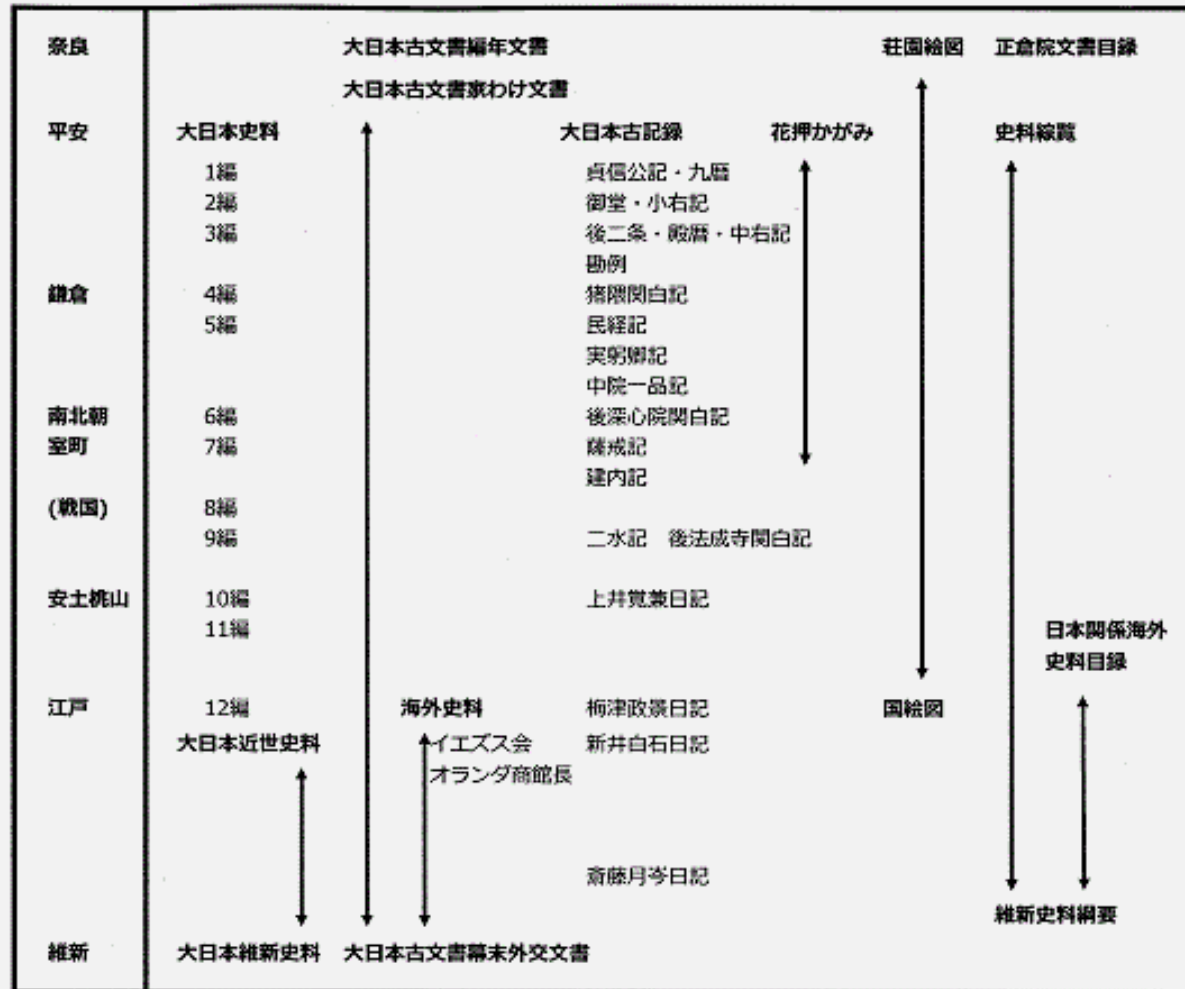 奈良 大日本古文書編年文書 荘園絵図 正倉院文書目録
大日本古文書家わけ文書
平安 大日本史料 大日本古記録 花押かがみ 史料綜覧
1編 貞信公記・九暦
2編 御堂・小右記
3編 後二条・殿暦・中右記
勘例
鎌倉 4編 猪隈関白記
5編 民経記
実躬卿記
中院一品記
南北朝 6編 後深心院関白記
室町 7編 薩戒記
建内記
(戦国) 8編
9編 二水記 後法成寺関白記
安土桃山 10編 上井覚兼日記
11編 日本関係海外
史料目録
江戸 12編 海外史料 梅津政景日記 国絵図
大日本近世史料 イエズス会 新井白石日記
オランダ商館長
斎藤月岑日記
維新史料綱要
維新 大日本維新史料 大日本古文書幕末外交文書